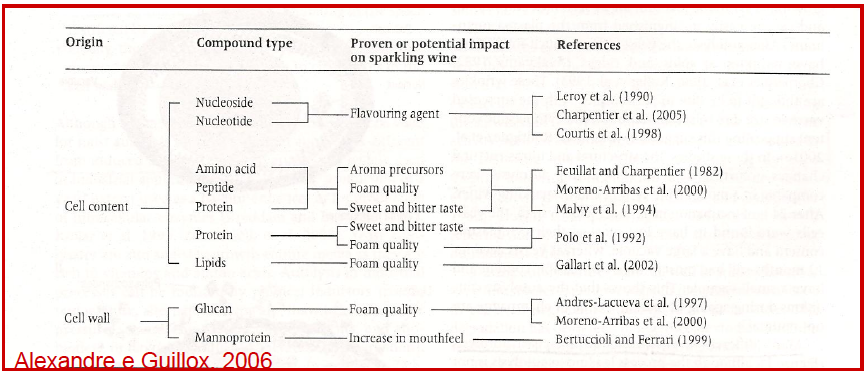 Origin Compound type Proven or potential impact References
on sparkling wine
Nucleoside
Nucleotide
Flavouring agent
Leroy et al. (1990)
Charpentier et al. (2005)
Courtis et al. (1998)
Cell content
Amino acid
Peptide
Protein
Aroma precursors
Foam quality
Sweet and bitter taste
Feuillat and Charpentier (1982)
Moreno-Arribas et al. (2000)
Malvy et al. (1994)
Protein
Sweet and bitter taste
Foam quality
Polo et al. (1992)
Lipids Foam quality Gallart et al. (2002)
Cell wall
Glucan Foam quality
Andres-Lacueva et al. (1997)
Moreno-Arribas et al. (2000)
Mannoprotein Increase in mouthfeel Bertuccioli and Ferrari (1999)
Alexandre e Guillox, 2006